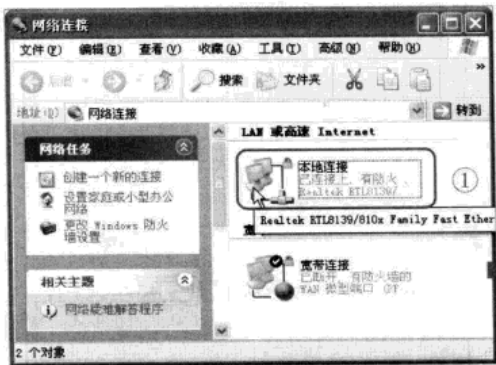 网络连接
文件(F) 编辑(E) 查看(V) 收藏(A) 工具(T) 高级(N) 帮助(H)
后退 搜索 文件夹
地址(D) 网络连接 转到
网络任务
创建一个新的连接
设置家庭或小型办公
网络
更改 Windows 防火
墙设置
相关主题
网络疑难解答程序
LAN 或高速 Internet
本地连接
已连接上，有防火
Realtek RTL8139/
①
Realtek RTL8139/810x Family Fast Ether
宽带连接
已断开，有防火墙的
WAN 微型端口
2 个对象